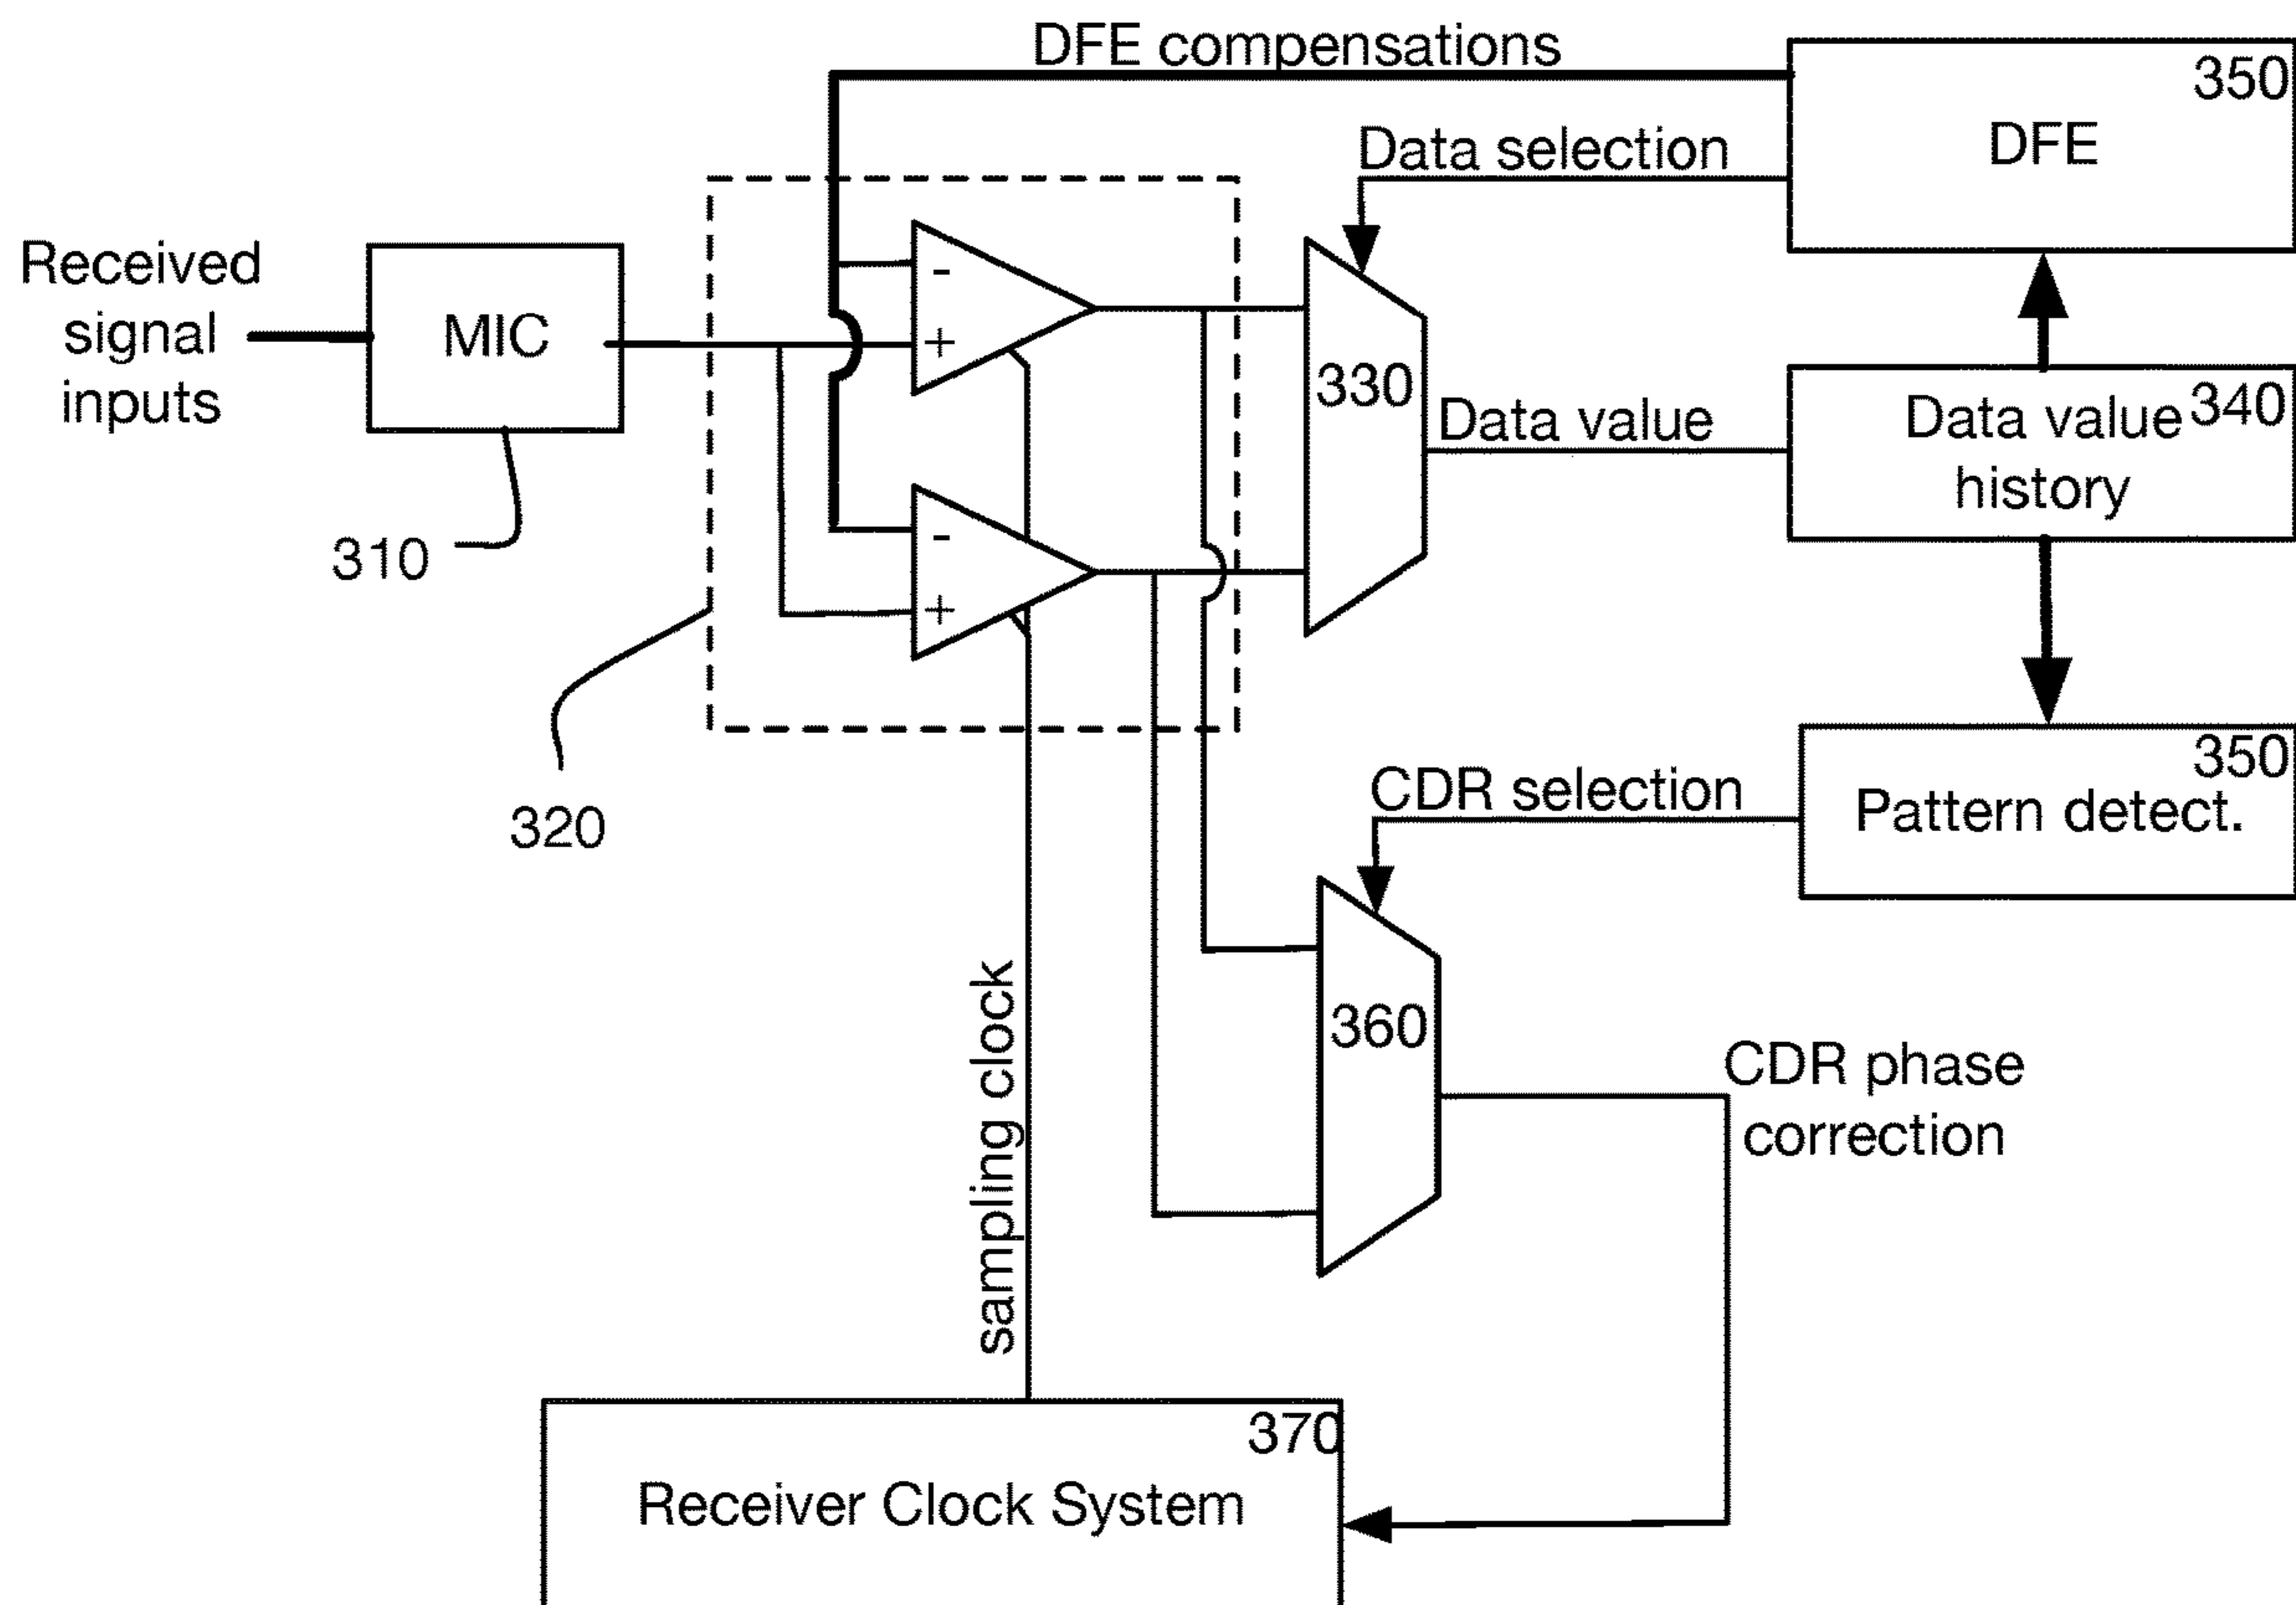 DFE compensations
350
DFE
Data selection
Received
signal
inputs
MIC
-
+
330
Data value
Data value 340
history
310
-
+
320
350
CDR selection
Pattern detect.
sampling clock
360
CDR phase
correction
370
Receiver Clock System